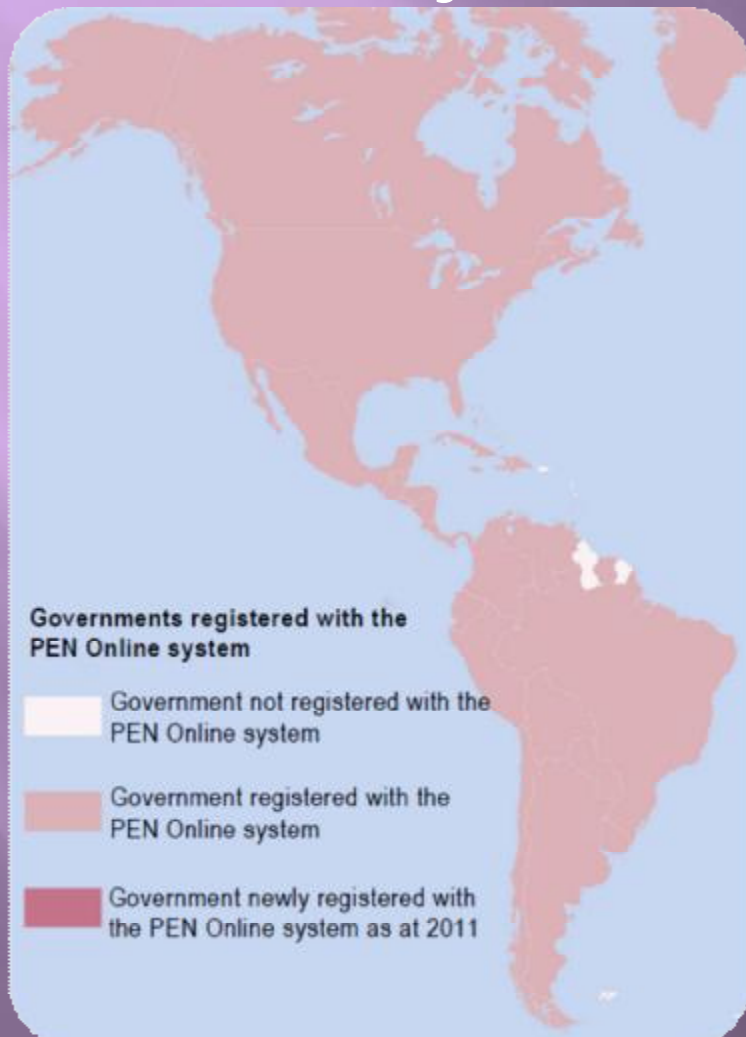 Governments registered with the
PEN Online system
Government not registered with the
PEN Online system
Government registered with the
PEN Online system
Government newly registered with
the PEN Online system as at 2011